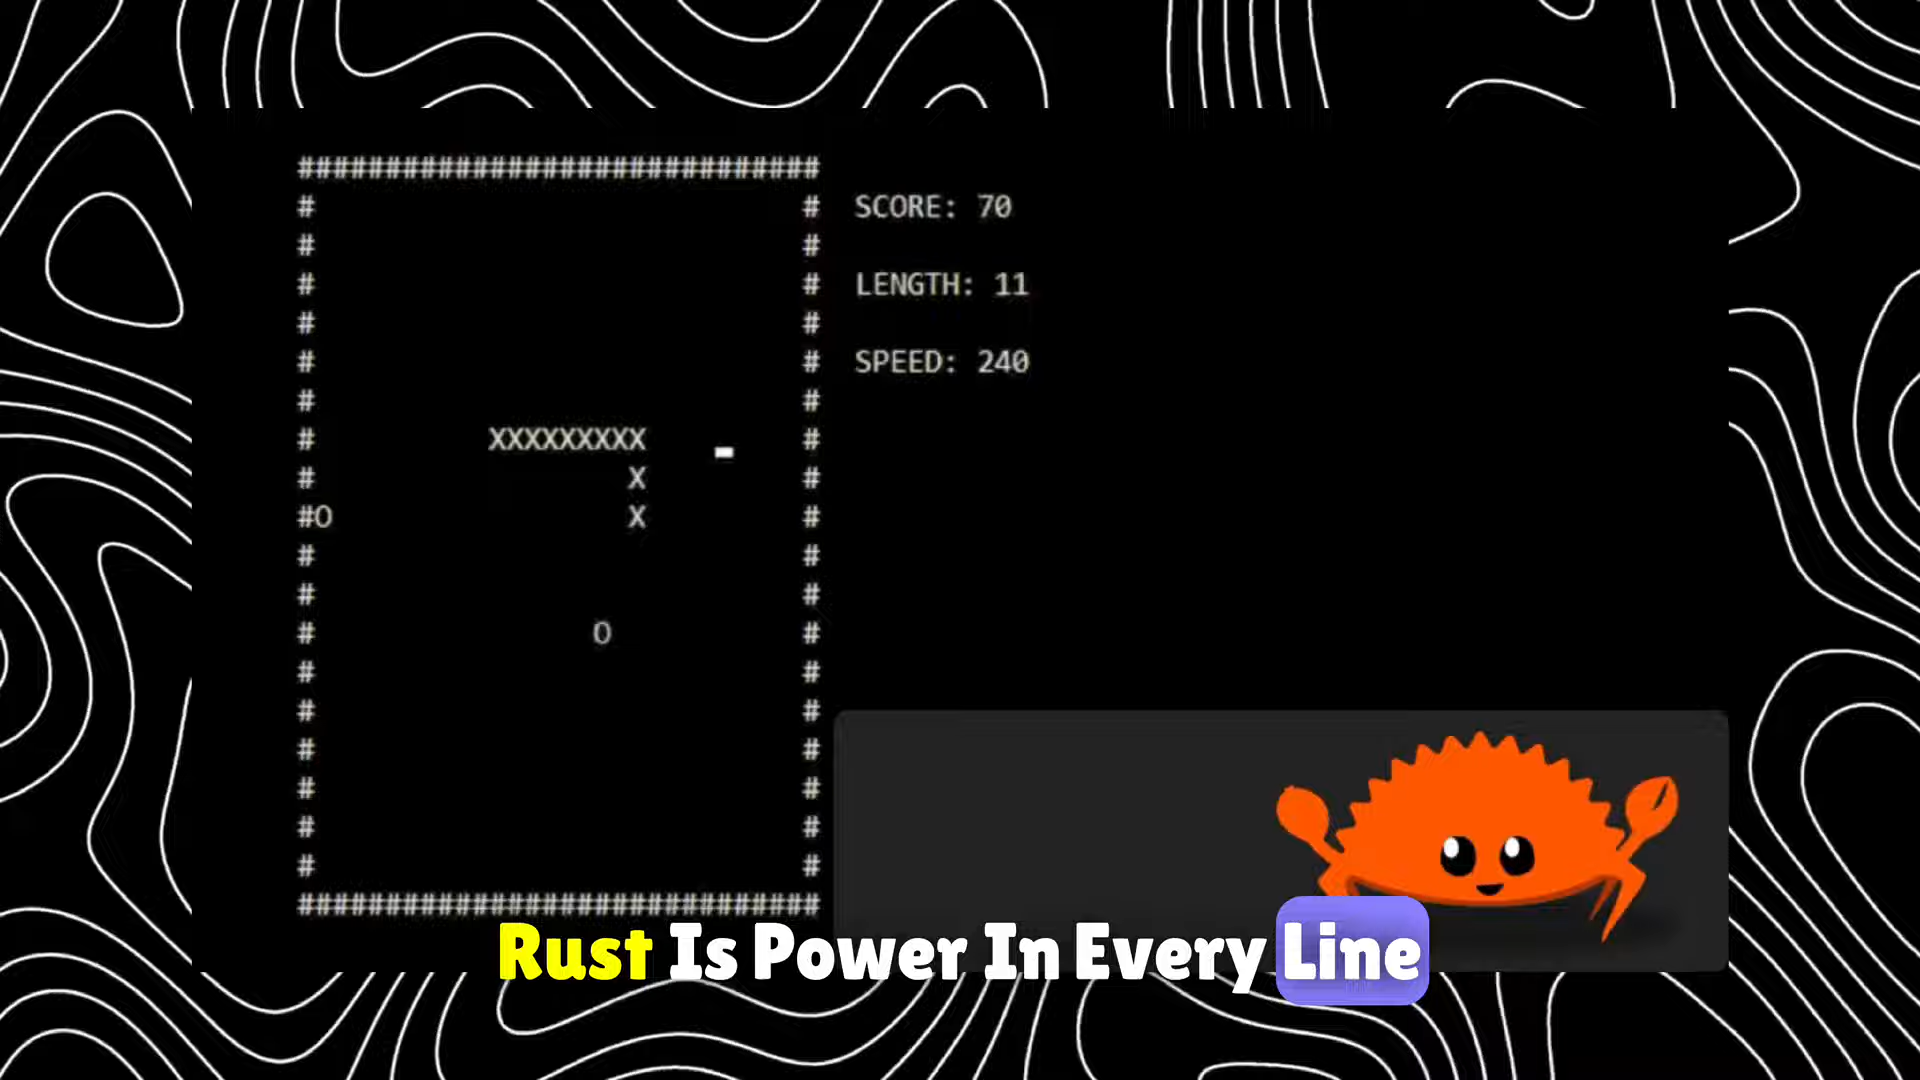 ##############################
#                            #
#                            #
#                            #
#                            #
#                            #
#                            #
#          XXXXXXXXX         #
#                  X         #
#O                 X         #
#                            #
#                            #
#                O           #
#                            #
#                            #
#                            #
#                            #
#                            #
#                            #
##############################
SCORE: 70
LENGTH: 11
SPEED: 240
Rust Is Power In Every Line